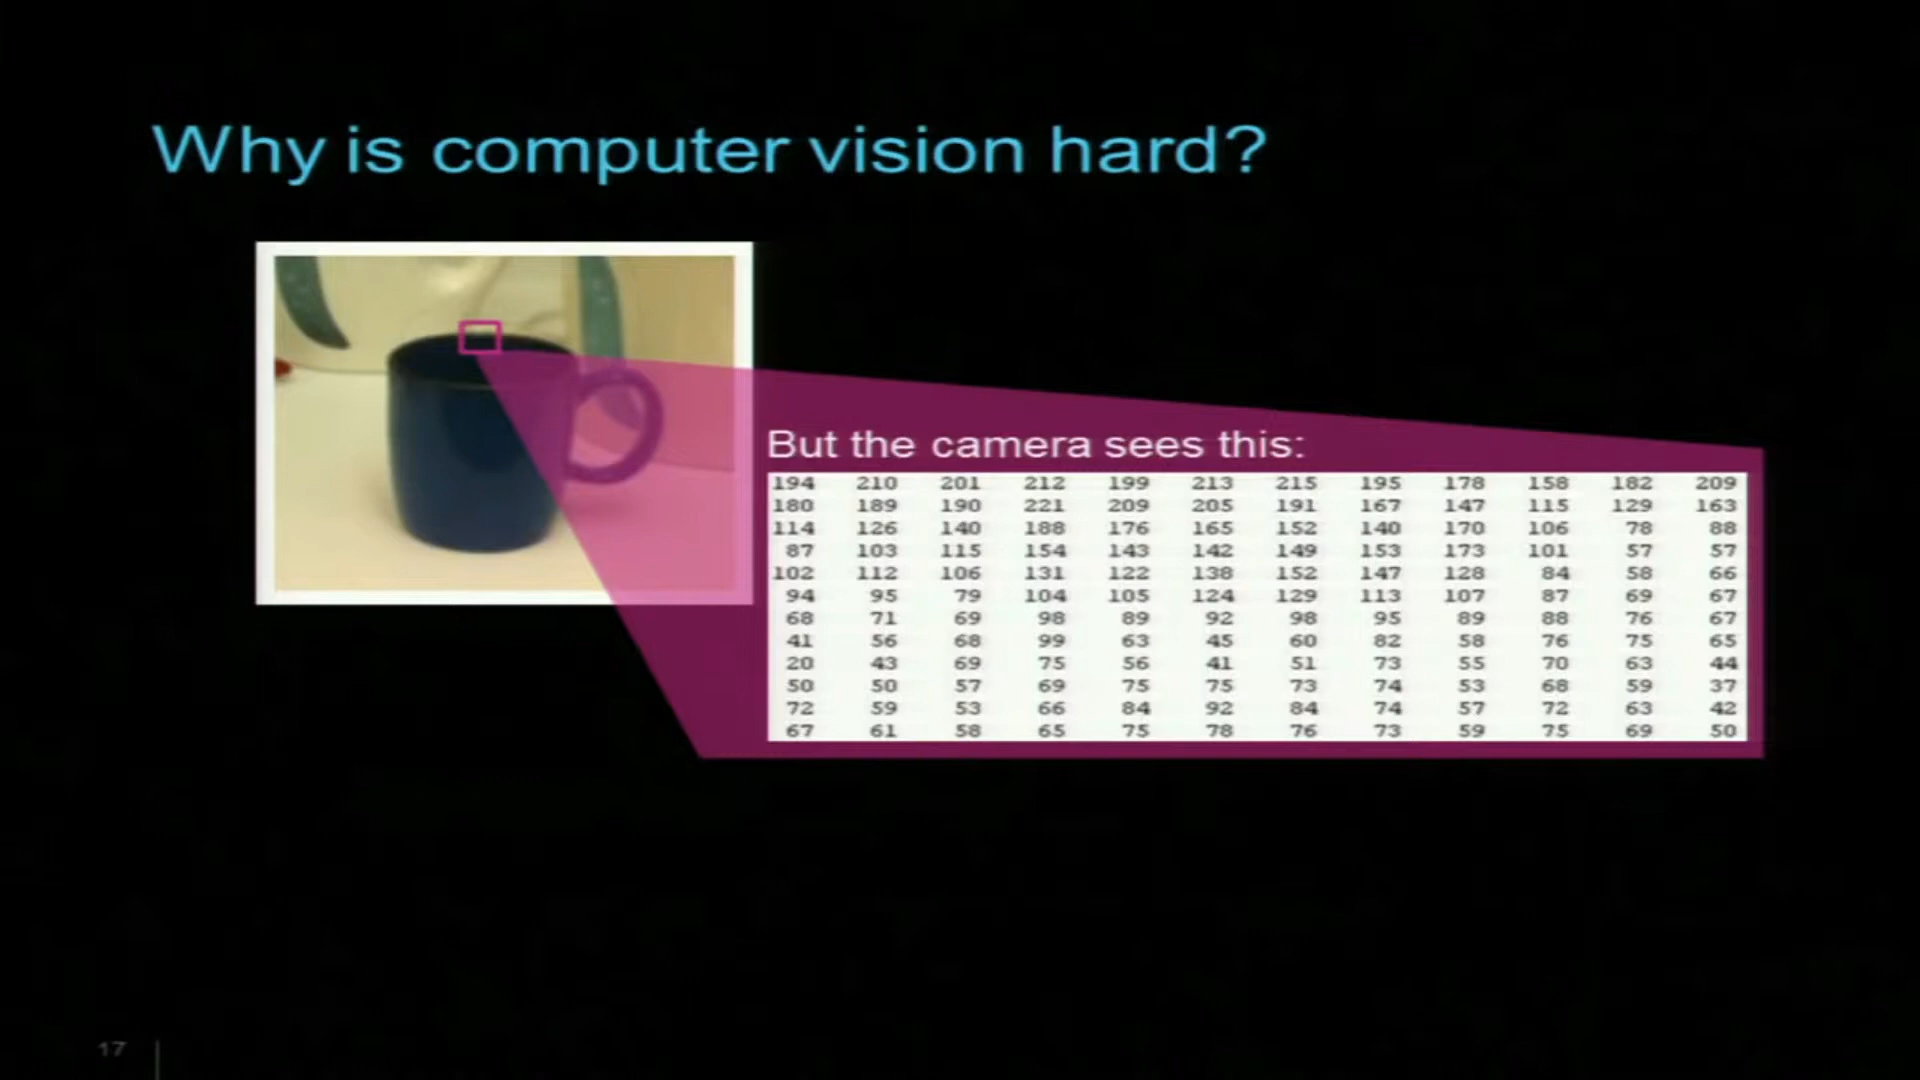 Why is computer vision hard?
But the camera sees this:
194 210 201 212 199 213 215 195 178 158 182 209
180 189 190 221 209 205 191 167 147 115 129 163
114 126 140 188 176 165 152 140 170 106 78 88
87 103 115 154 143 142 149 153 173 101 57 57
102 112 106 131 122 138 152 147 128 84 58 66
94 95 79 104 105 124 129 113 107 87 69 67
68 71 69 98 89 92 98 95 89 88 76 67
41 56 68 99 63 45 60 82 58 76 75 65
20 43 69 75 56 41 51 73 55 70 63 44
50 50 57 69 75 75 73 74 53 68 59 37
72 59 53 66 84 92 84 74 57 72 63 42
67 61 58 65 75 78 76 73 59 75 69 50
17